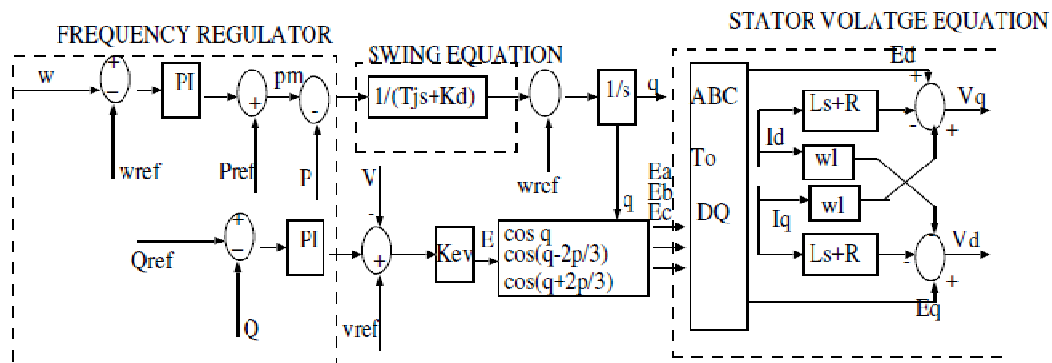 STATOR VOLATGE EQUATION
FREQUENCY REGULATOR
SWING EQUATION
w
+
−
PI
+
pm
-
1/(Tjs+Kd)
1/s
q
wref
Pref
P
wref
q
V
-
Qref
+
−
PI
Q
+
vref
Kev
E
cos q
cos(q-2p/3)
cos(q+2p/3)
Ea
Eb
Ec
ABC
To
DQ
Ed
+
Ls+R
-
+
Vq
Id
wl
Iq
wl
Ls+R
-
+
Vd
Eq